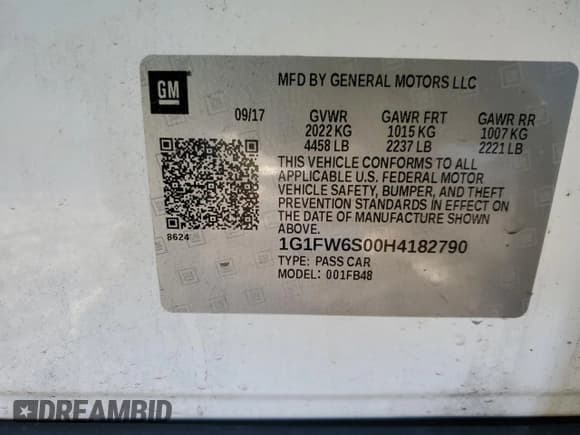 GM
MFD BY GENERAL MOTORS LLC
09/17 GVWR GAWR FRT GAWR RR
2022 KG 1015 KG 1007 KG
4458 LB 2237 LB 2221 LB
THIS VEHICLE CONFORMS TO ALL
APPLICABLE U.S. FEDERAL MOTOR
VEHICLE SAFETY, BUMPER, AND THEFT
PREVENTION STANDARDS IN EFFECT ON
THE DATE OF MANUFACTURE SHOWN
ABOVE.
8624
1G1FW6S00H4182790
TYPE: PASS CAR
MODEL: 001FB48
DREAMBID